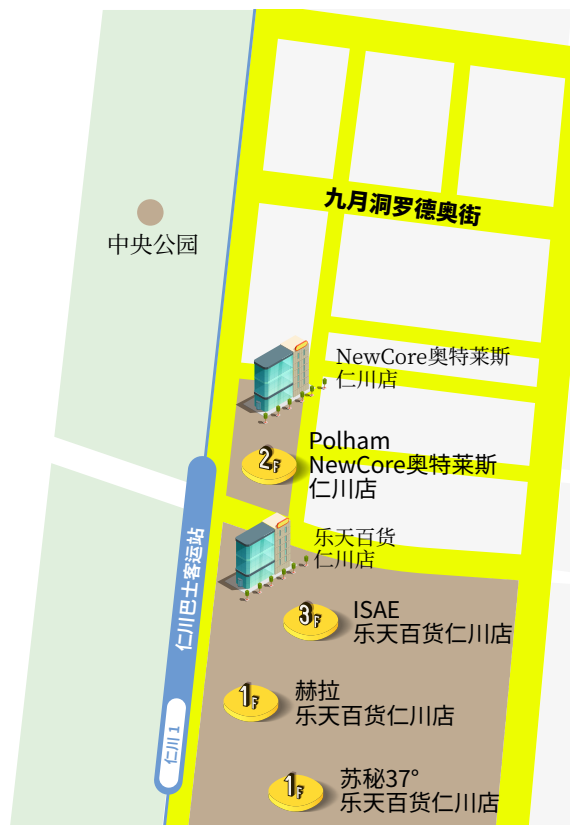 九月洞罗德奥街
中央公园
NewCore奥特莱斯
仁川店
2F
Polham
NewCore奥特莱斯
仁川店
仁川巴士客运站
乐天百货
仁川店
3F
ISAE
乐天百货仁川店
1F
赫拉
乐天百货仁川店
仁川 1
1F
苏秘37°
乐天百货仁川店